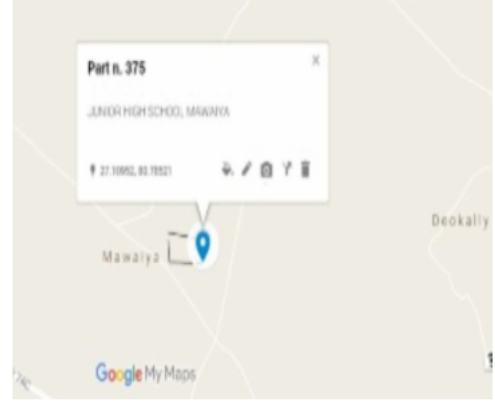 Part n. 375
JUNIOR HIGH SCHOOL, MAWAIYA
Deokally
Mawaiya
Google My Maps